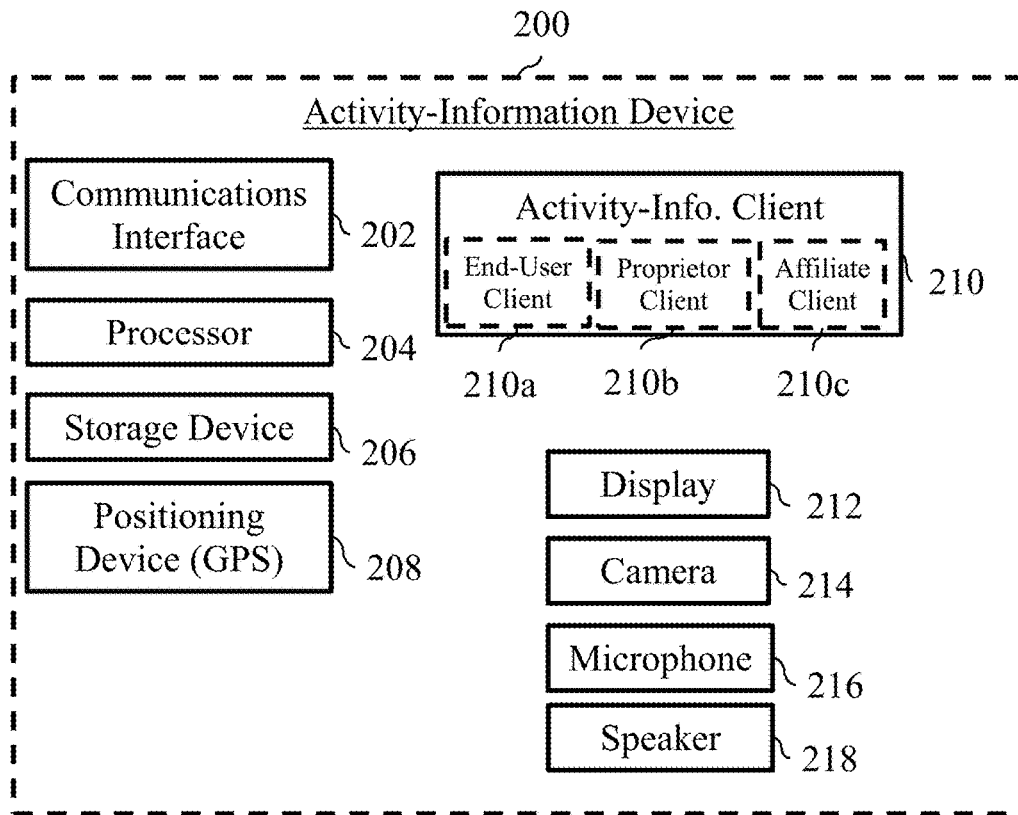 200
Activity-Information Device
Communications
Interface
202
Processor
204
Storage Device
206
Positioning
Device (GPS)
208
Activity-Info. Client
End-User
Client
Proprietor
Client
Affiliate
Client
210
210a
210b
210c
Display
212
Camera
214
Microphone
216
Speaker
218